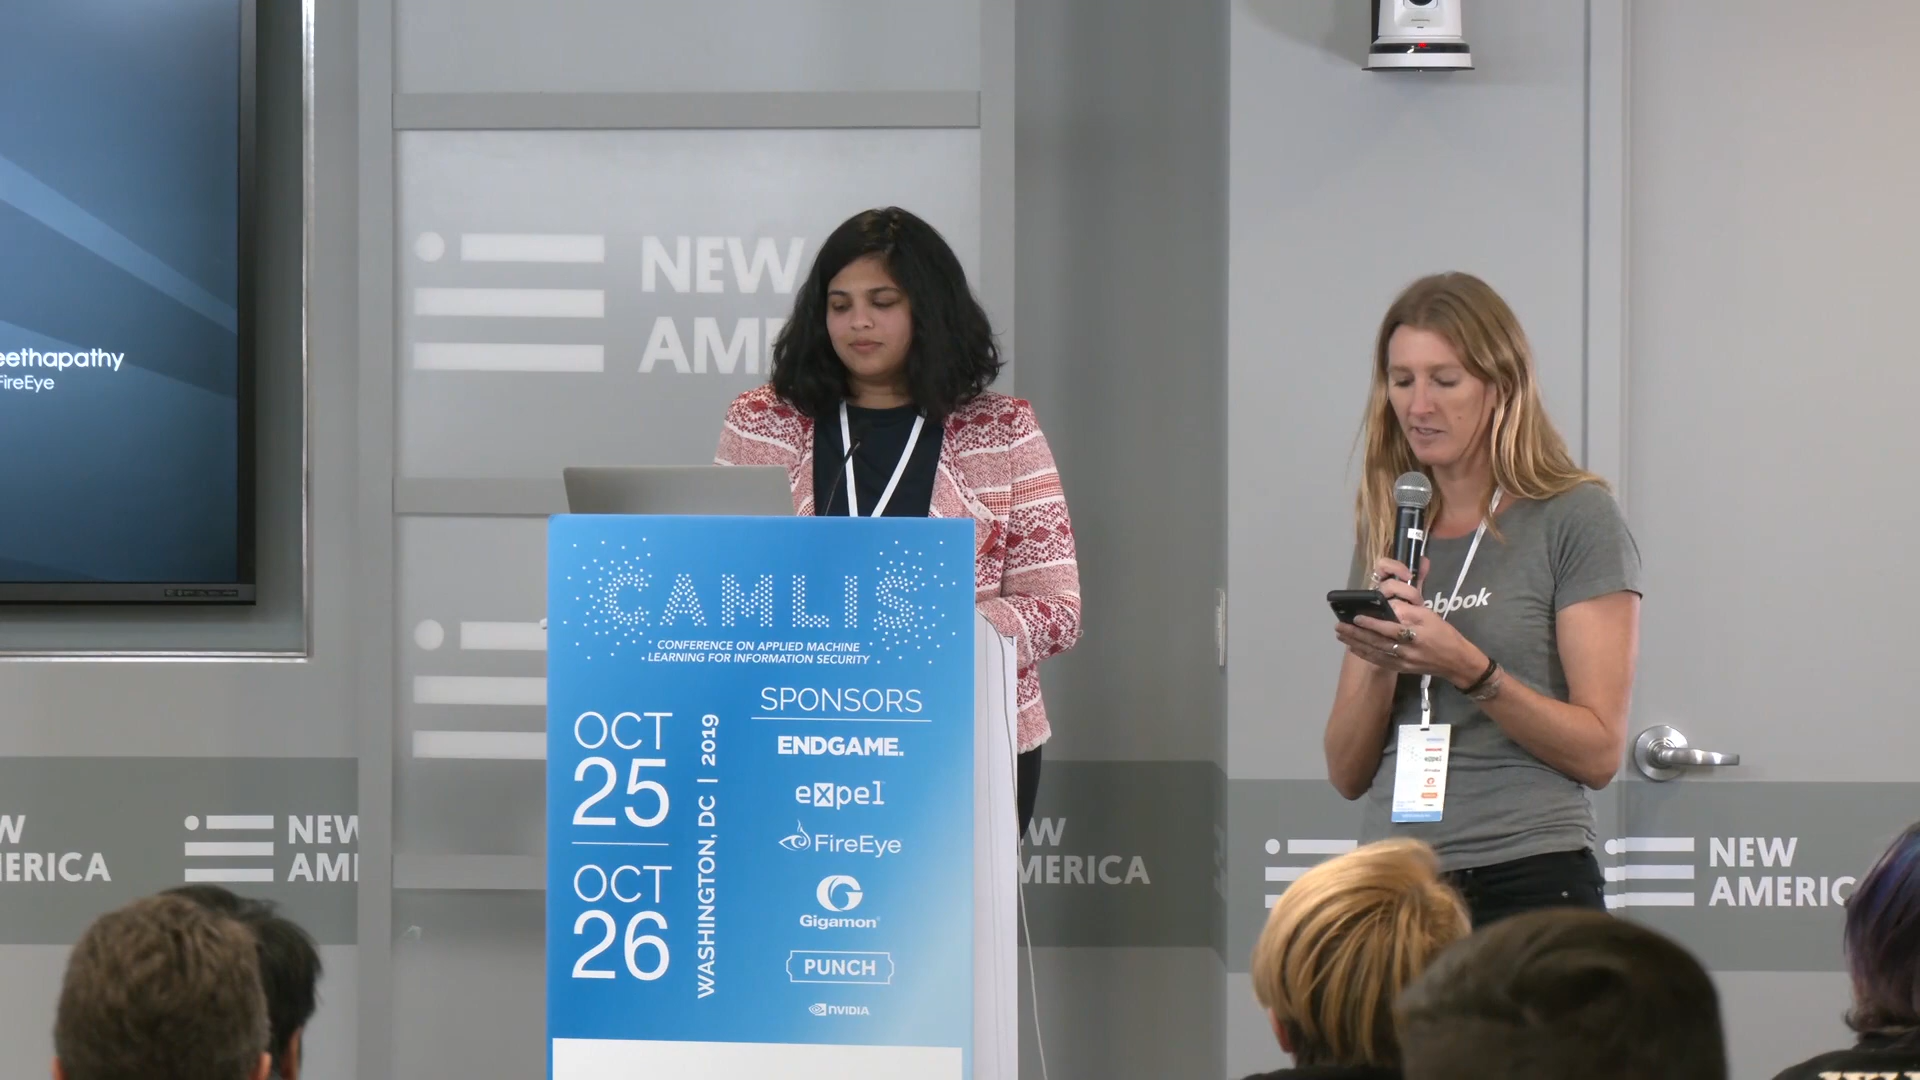 eethapathy
FireEye
NEW
AM
CAMLIS
CONFERENCE ON APPLIED MACHINE
LEARNING FOR INFORMATION SECURITY
OCT
25
OCT
26
WASHINGTON, DC | 2019
SPONSORS
ENDGAME.
expel
FireEye
Gigamon
PUNCH
NVIDIA
ebook
W
ERICA
NEW
AM
W
MERICA
NEW
AMERIC